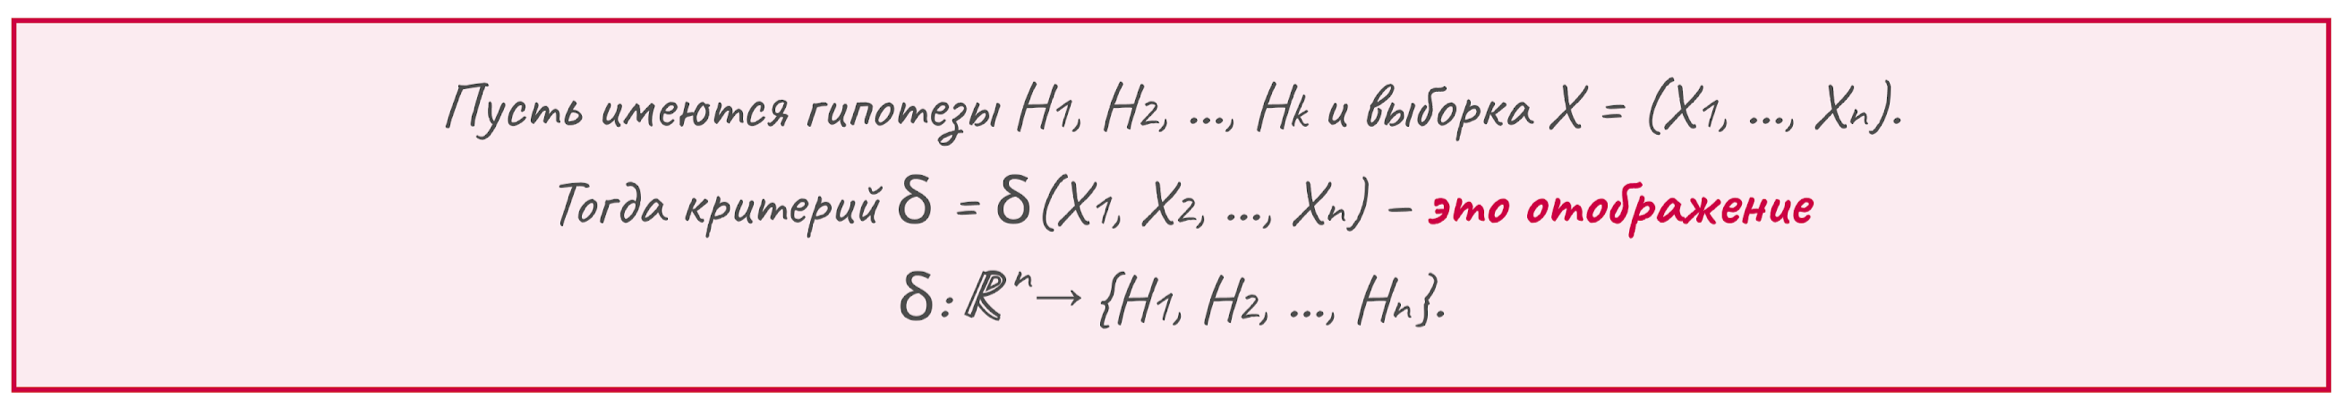 Пусть имеются гипотезы H1, H2, ..., Hk и выборка X = (X1, ..., Xn).
Тогда критерий δ = δ(X1, X2, ..., Xn) – это отображение
δ: ℝⁿ→ {H1, H2, ..., Hn}.